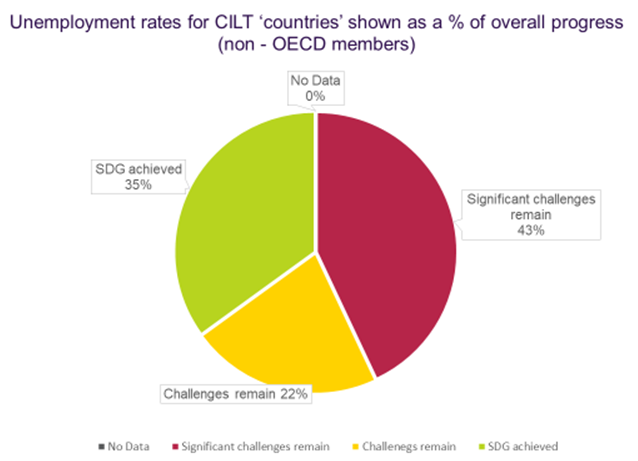 Unemployment rates for CILT ‘countries’ shown as a % of overall progress
(non - OECD members)
No Data
0%
SDG achieved
35%
Significant challenges
remain
43%
Challenges remain 22%
No Data
Significant challenges remain
Challenegs remain
SDG achieved